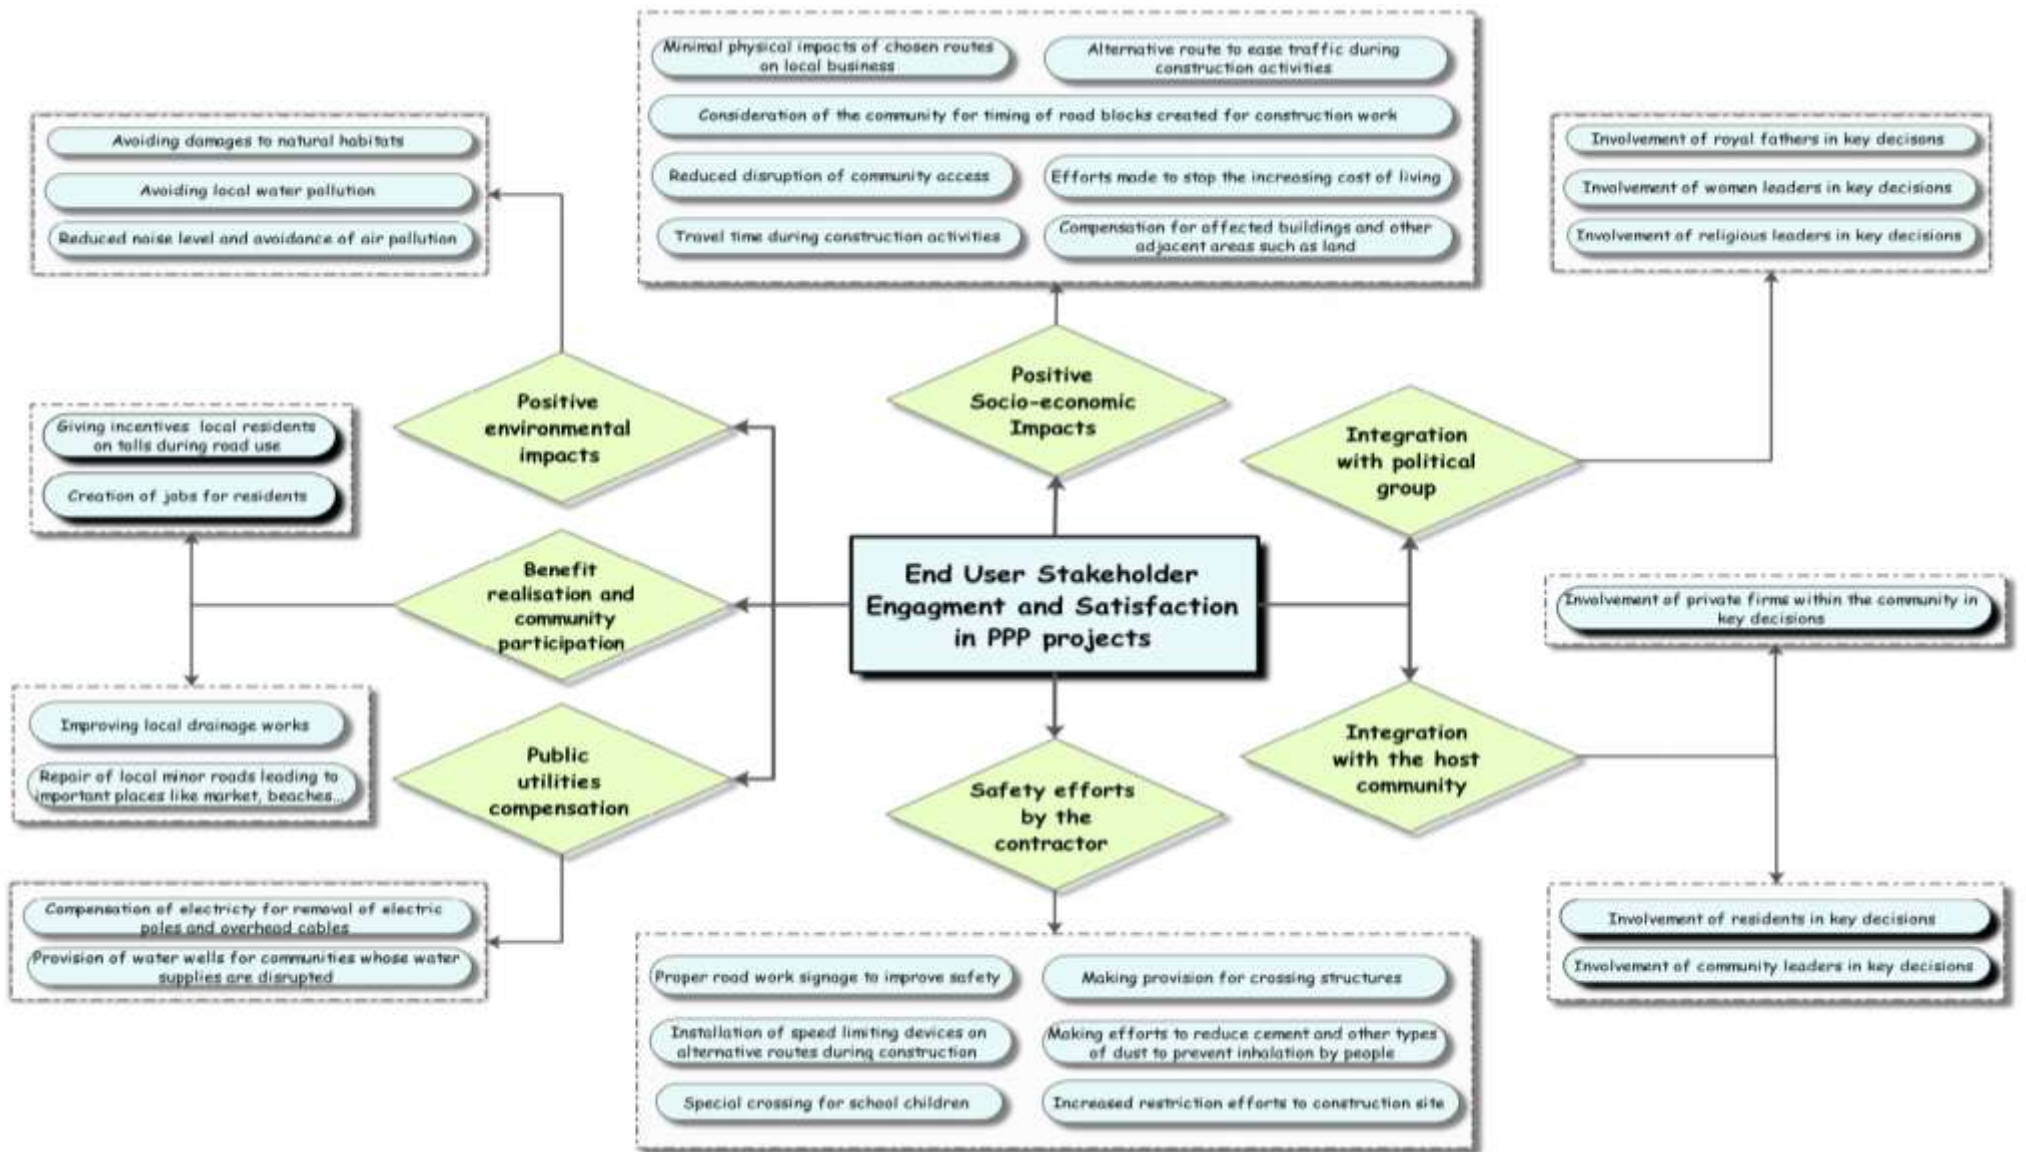 Minimal physical impacts of chosen routes
on local business
Alternative route to ease traffic during
construction activities
Consideration of the community for timing of road blocks created for construction work
Reduced disruption of community access
Efforts made to stop the increasing cost of living
Travel time during construction activities
Compensation for affected buildings and other
adjacent areas such as land
Avoiding damages to natural habitats
Avoiding local water pollution
Reduced noise level and avoidance of air pollution
Involvement of royal fathers in key decisons
Involvement of women leaders in key decisions
Involvement of religious leaders in key decisions
Positive
environmental
impacts
Positive
Socio-economic
Impacts
Integration
with political
group
Giving incentives local residents
on tolls during road use
Creation of jobs for residents
Benefit
realisation and
community
participation
End User Stakeholder
Engagment and Satisfaction
in PPP projects
Involvement of private firms within the community in
key decisions
Improving local drainage works
Repair of local minor roads leading to
important places like market, beaches...
Public
utilities
compensation
Safety efforts
by the
contractor
Integration
with the host
community
Compensation of electricty for removal of electric
poles and overhead cables
Provision of water wells for communities whose water
supplies are disrupted
Involvement of residents in key decisions
Involvement of community leaders in key decisions
Proper road work signage to improve safety
Making provision for crossing structures
Installation of speed limiting devices on
alternative routes during construction
Making efforts to reduce cement and other types
of dust to prevent inhalation by people
Special crossing for school children
Increased restriction efforts to construction site